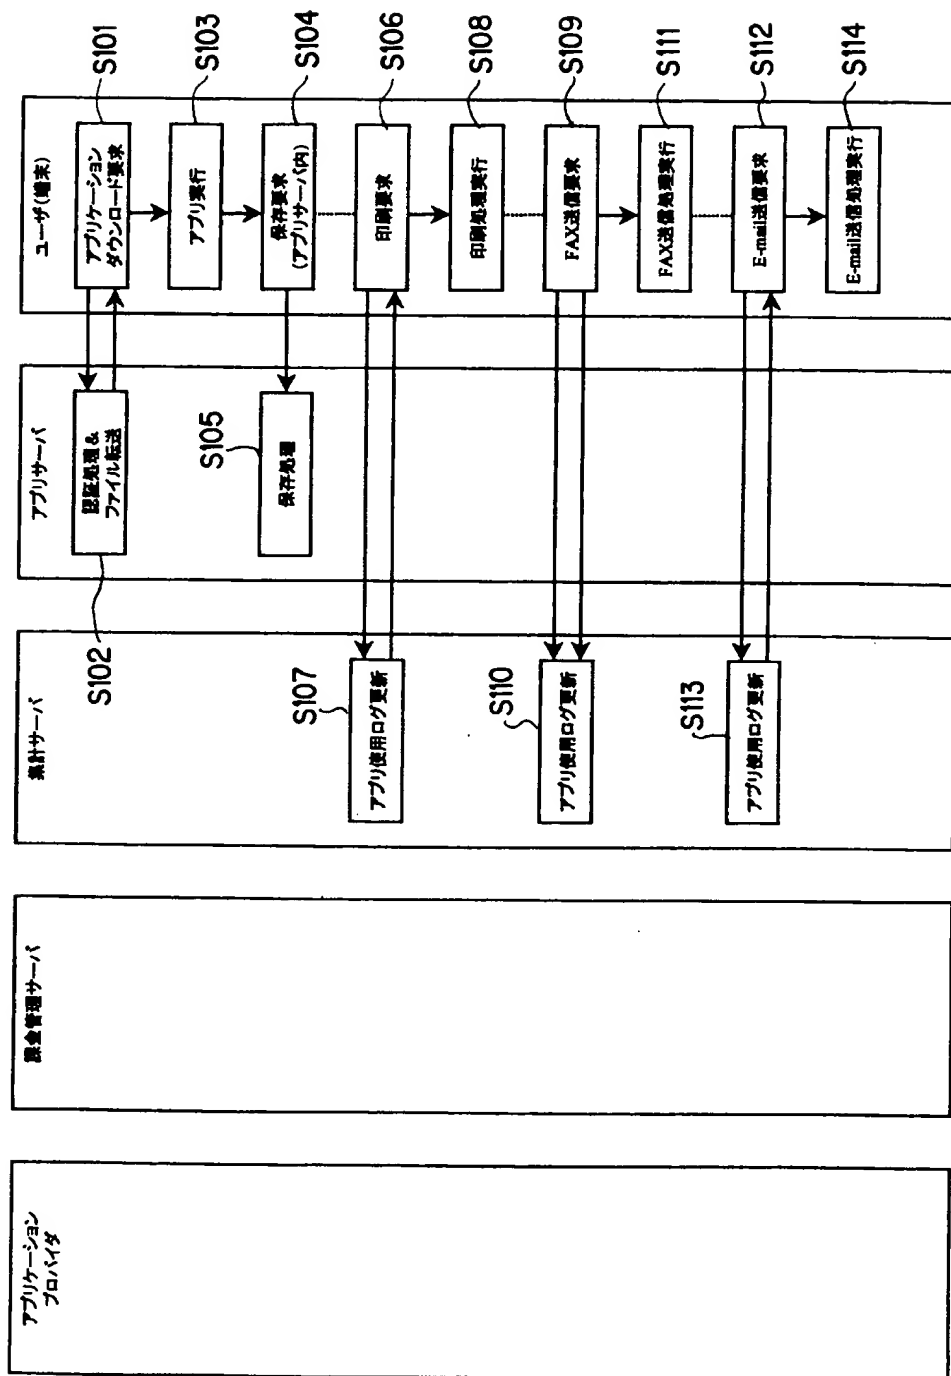 ユーザ(端末)
アプリケーション
ダウンロード要求
S101
アプリ実行
S103
保存要求
(アプリサーバ内)
S104
印刷要求
S106
印刷処理実行
S108
FAX送信要求
S109
FAX送信処理実行
S111
E-mail送信要求
S112
E-mail送信処理実行
S114
アプリサーバ
認証処理&
ファイル転送
S102
保存処理
S105
集計サーバ
アプリ使用ログ更新
S107
アプリ使用ログ更新
S110
アプリ使用ログ更新
S113
課金管理サーバ
アプリケーション
プロバイダ